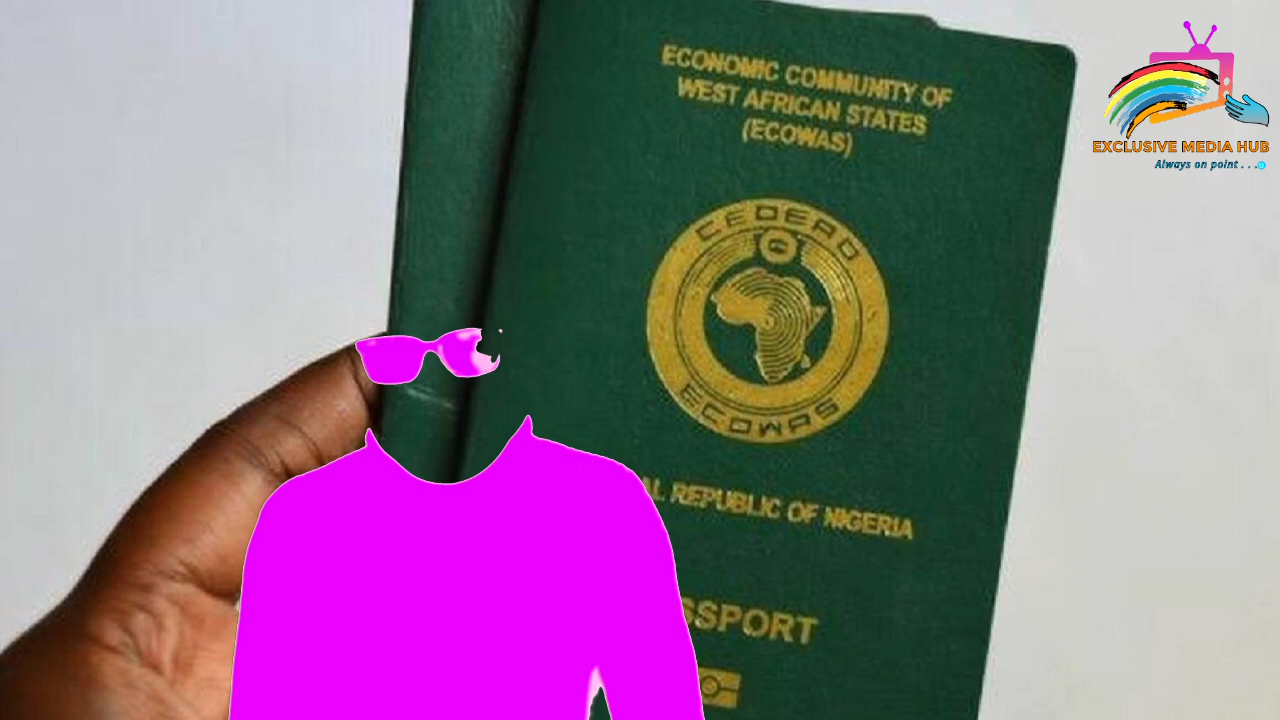 ECONOMIC COMMUNITY OF
WEST AFRICAN STATES
(ECOWAS)
CEDEAO
ECOWAS
AL REPUBLIC OF NIGERIA
SSPORT
EXCLUSIVE MEDIA HUB
Always on point . . .